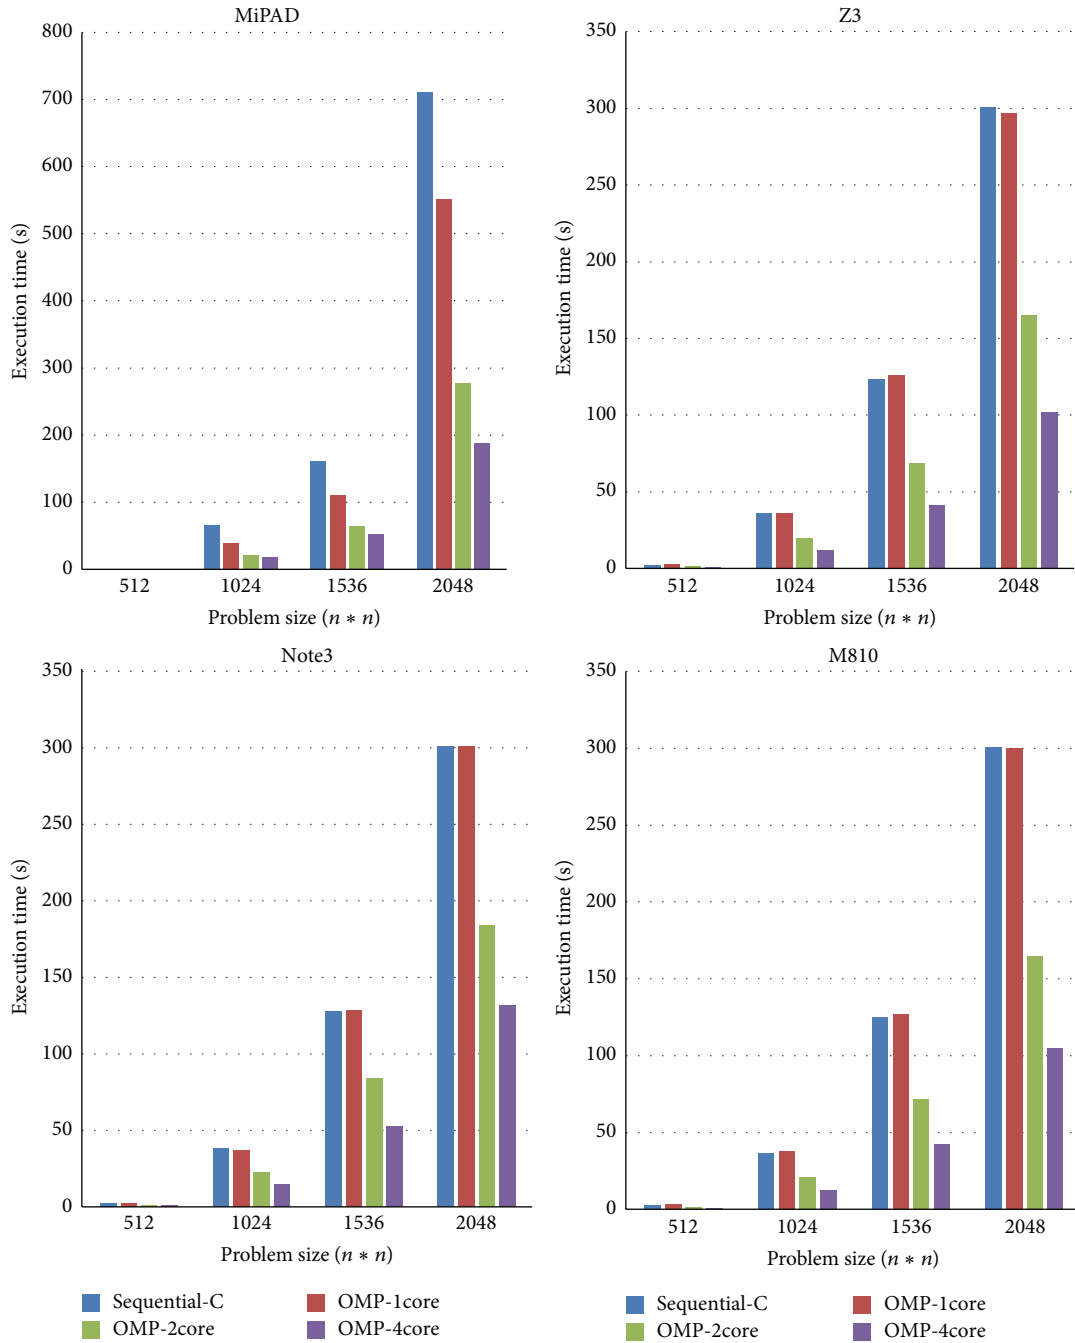 MiPAD
800
700
600
500
400
300
200
100
0
Execution time (s)
512 1024 1536 2048
Problem size (n * n)
Z3
350
300
250
200
150
100
50
0
Execution time (s)
512 1024 1536 2048
Problem size (n * n)
Note3
350
300
250
200
150
100
50
0
Execution time (s)
512 1024 1536 2048
Problem size (n * n)
Sequential-C OMP-1core
OMP-2core OMP-4core
M810
350
300
250
200
150
100
50
0
Execution time (s)
512 1024 1536 2048
Problem size (n * n)
Sequential-C OMP-1core
OMP-2core OMP-4core